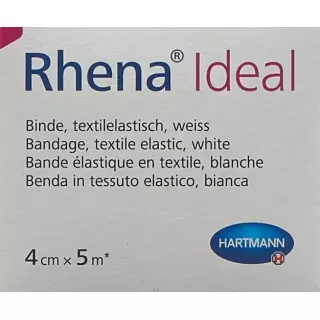 Rhena® Ideal
Binde, textilelastisch, weiss
Bandage, textile elastic, white
Bande élastique en textile, blanche
Benda in tessuto elastico, bianca
HARTMANN
4 cm × 5 m*